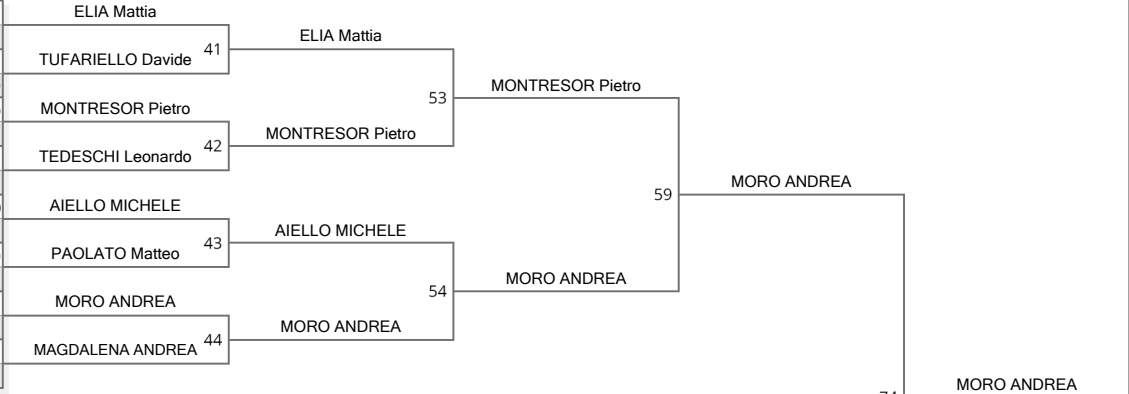 ELIA Mattia
TUFARIELLO Davide
41
ELIA Mattia
MONTRESOR Pietro
TEDESCHI Leonardo
42
MONTRESOR Pietro
53
MONTRESOR Pietro
AIELLO MICHELE
PAOLATO Matteo
43
AIELLO MICHELE
MORO ANDREA
MAGDALENA ANDREA
44
MORO ANDREA
54
MORO ANDREA
59
MORO ANDREA
MORO ANDREA